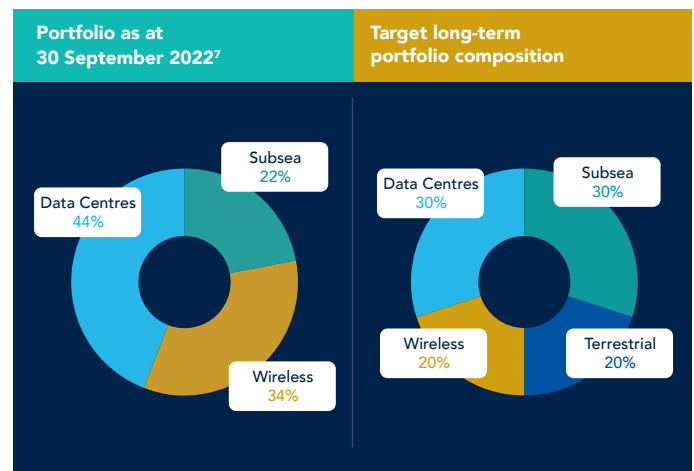 Portfolio as at
30 September 2022⁷
Target long-term
portfolio composition
Subsea
22%
Data Centres
44%
Wireless
34%
Data Centres
30%
Subsea
30%
Wireless
20%
Terrestrial
20%